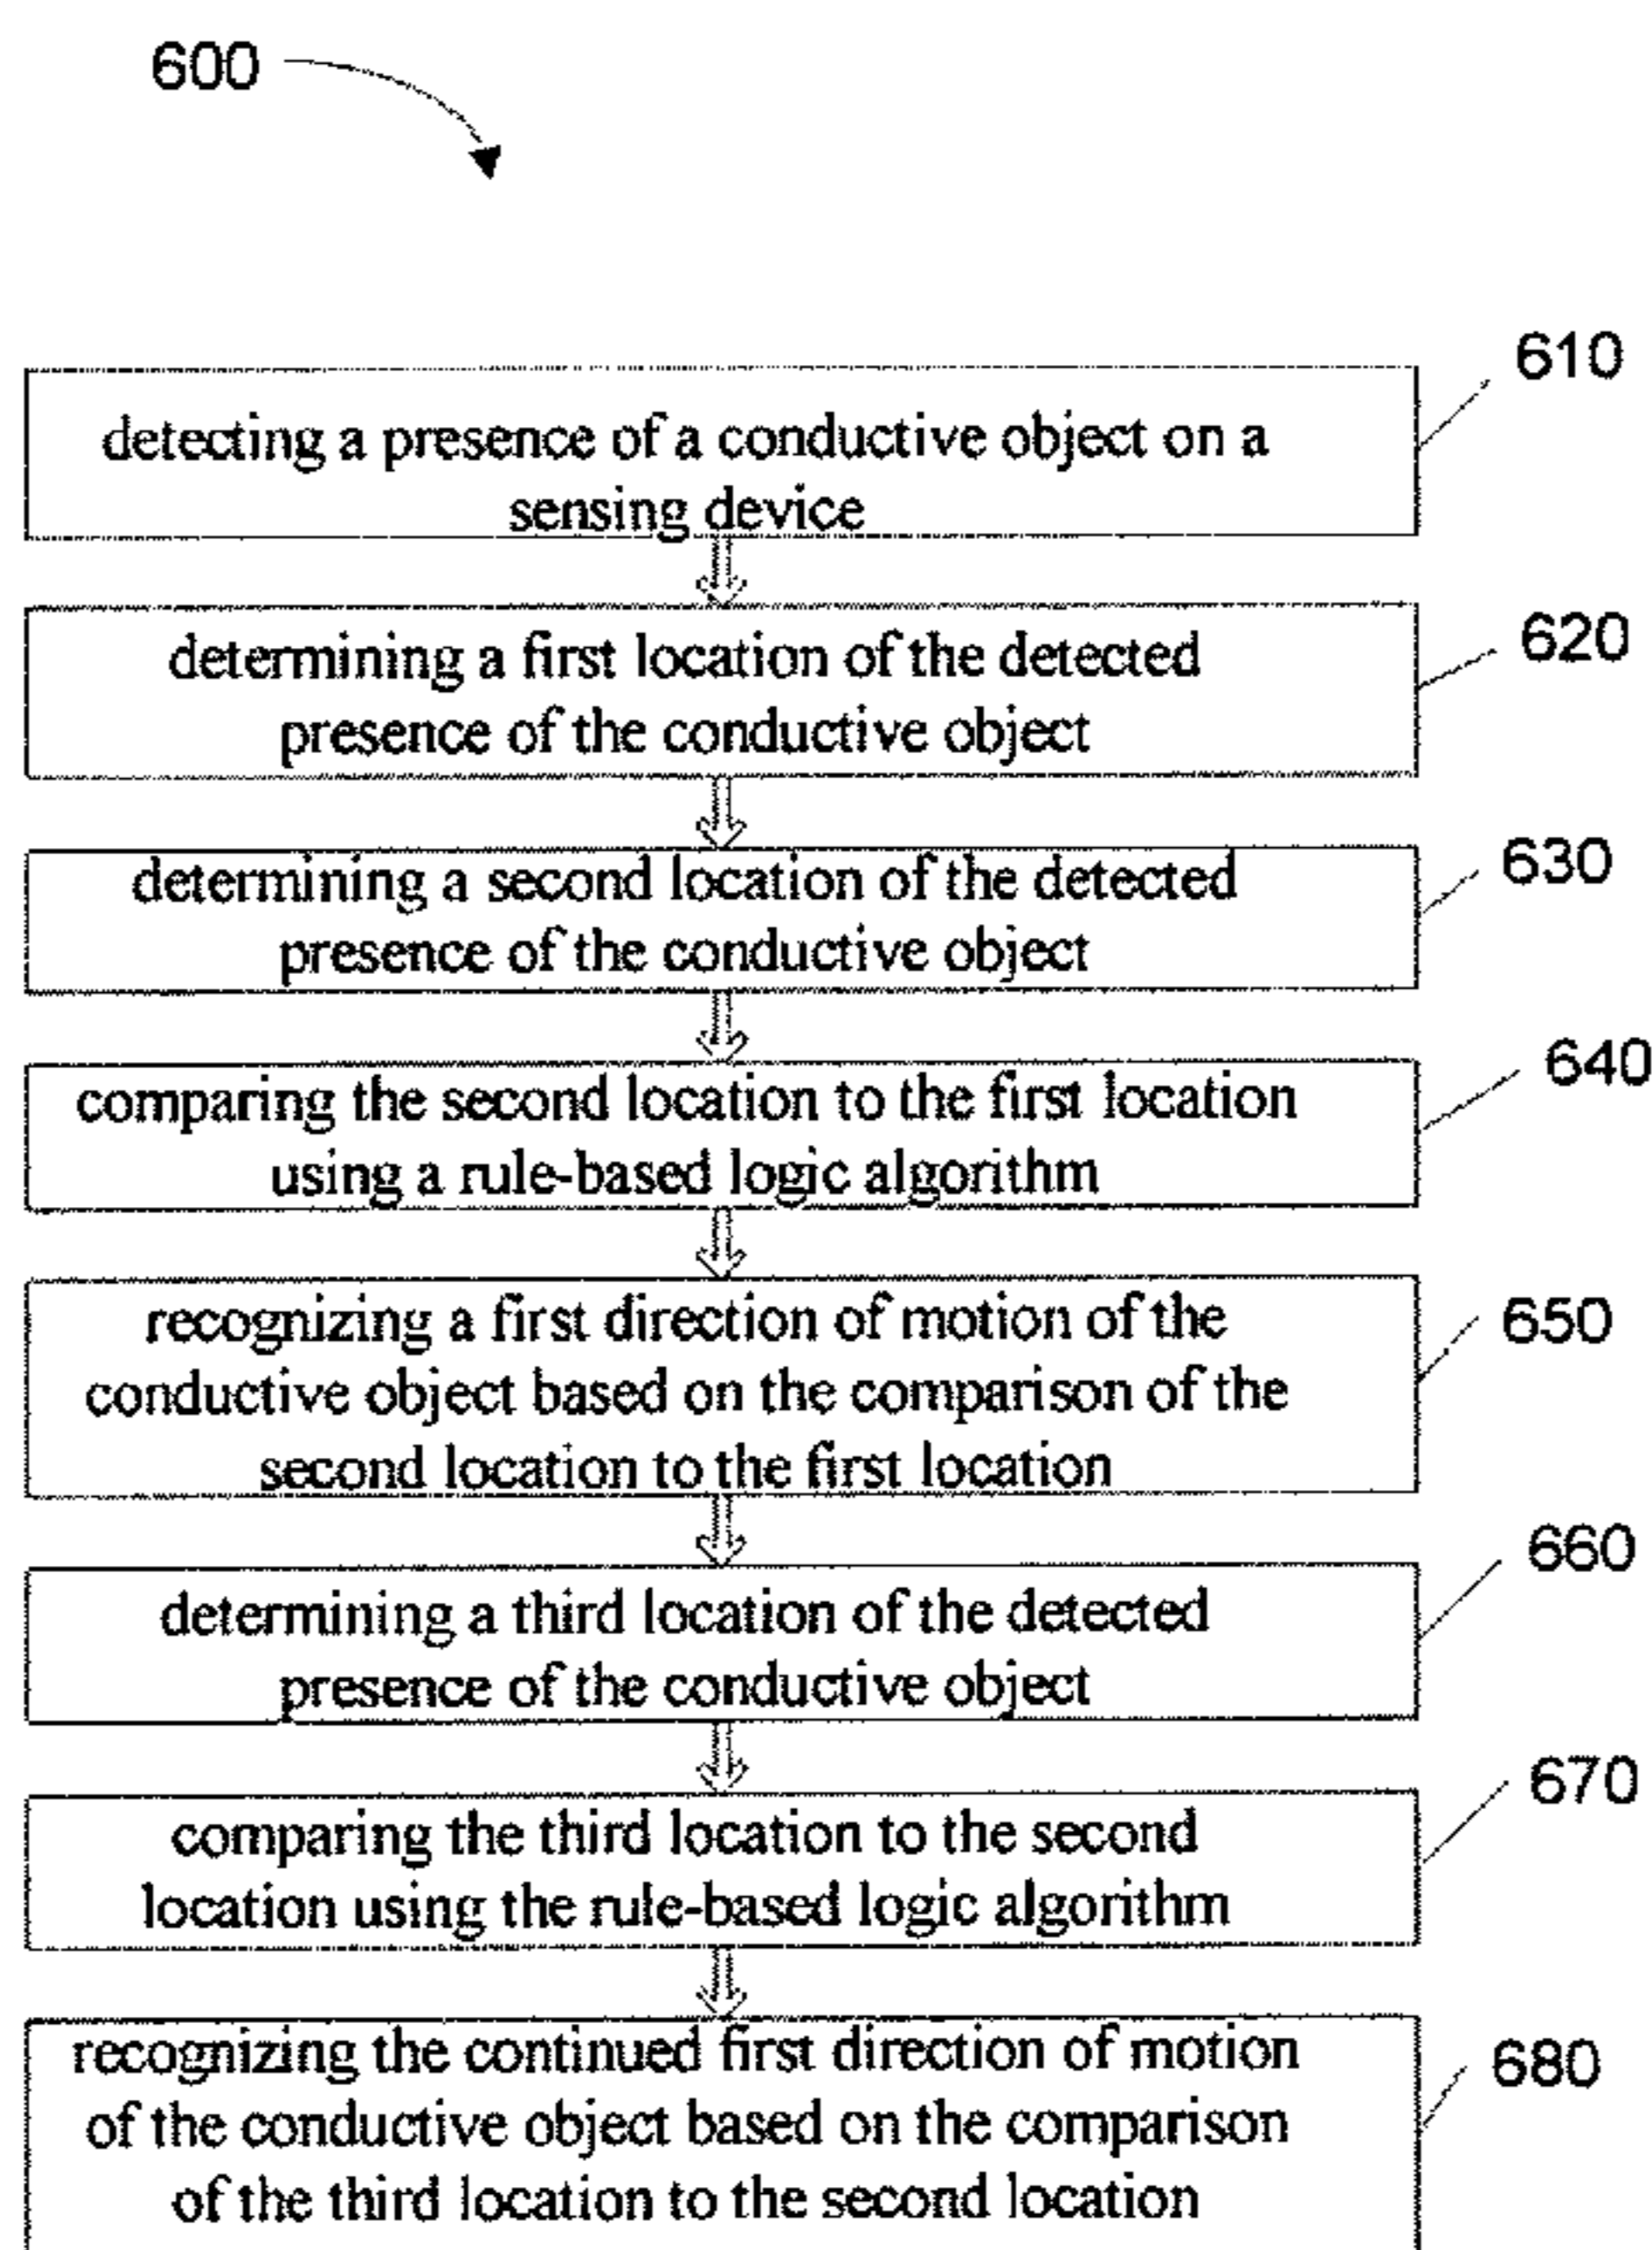 600
610
detecting a presence of a conductive object on a
sensing device
620
determining a first location of the detected
presence of the conductive object
630
determining a second location of the detected
presence of the conductive object
640
comparing the second location to the first location
using a rule-based logic algorithm
650
recognizing a first direction of motion of the
conductive object based on the comparison of the
second location to the first location
660
determining a third location of the detected
presence of the conductive object
670
comparing the third location to the second
location using the rule-based logic algorithm
680
recognizing the continued first direction of motion
of the conductive object based on the comparison
of the third location to the second location